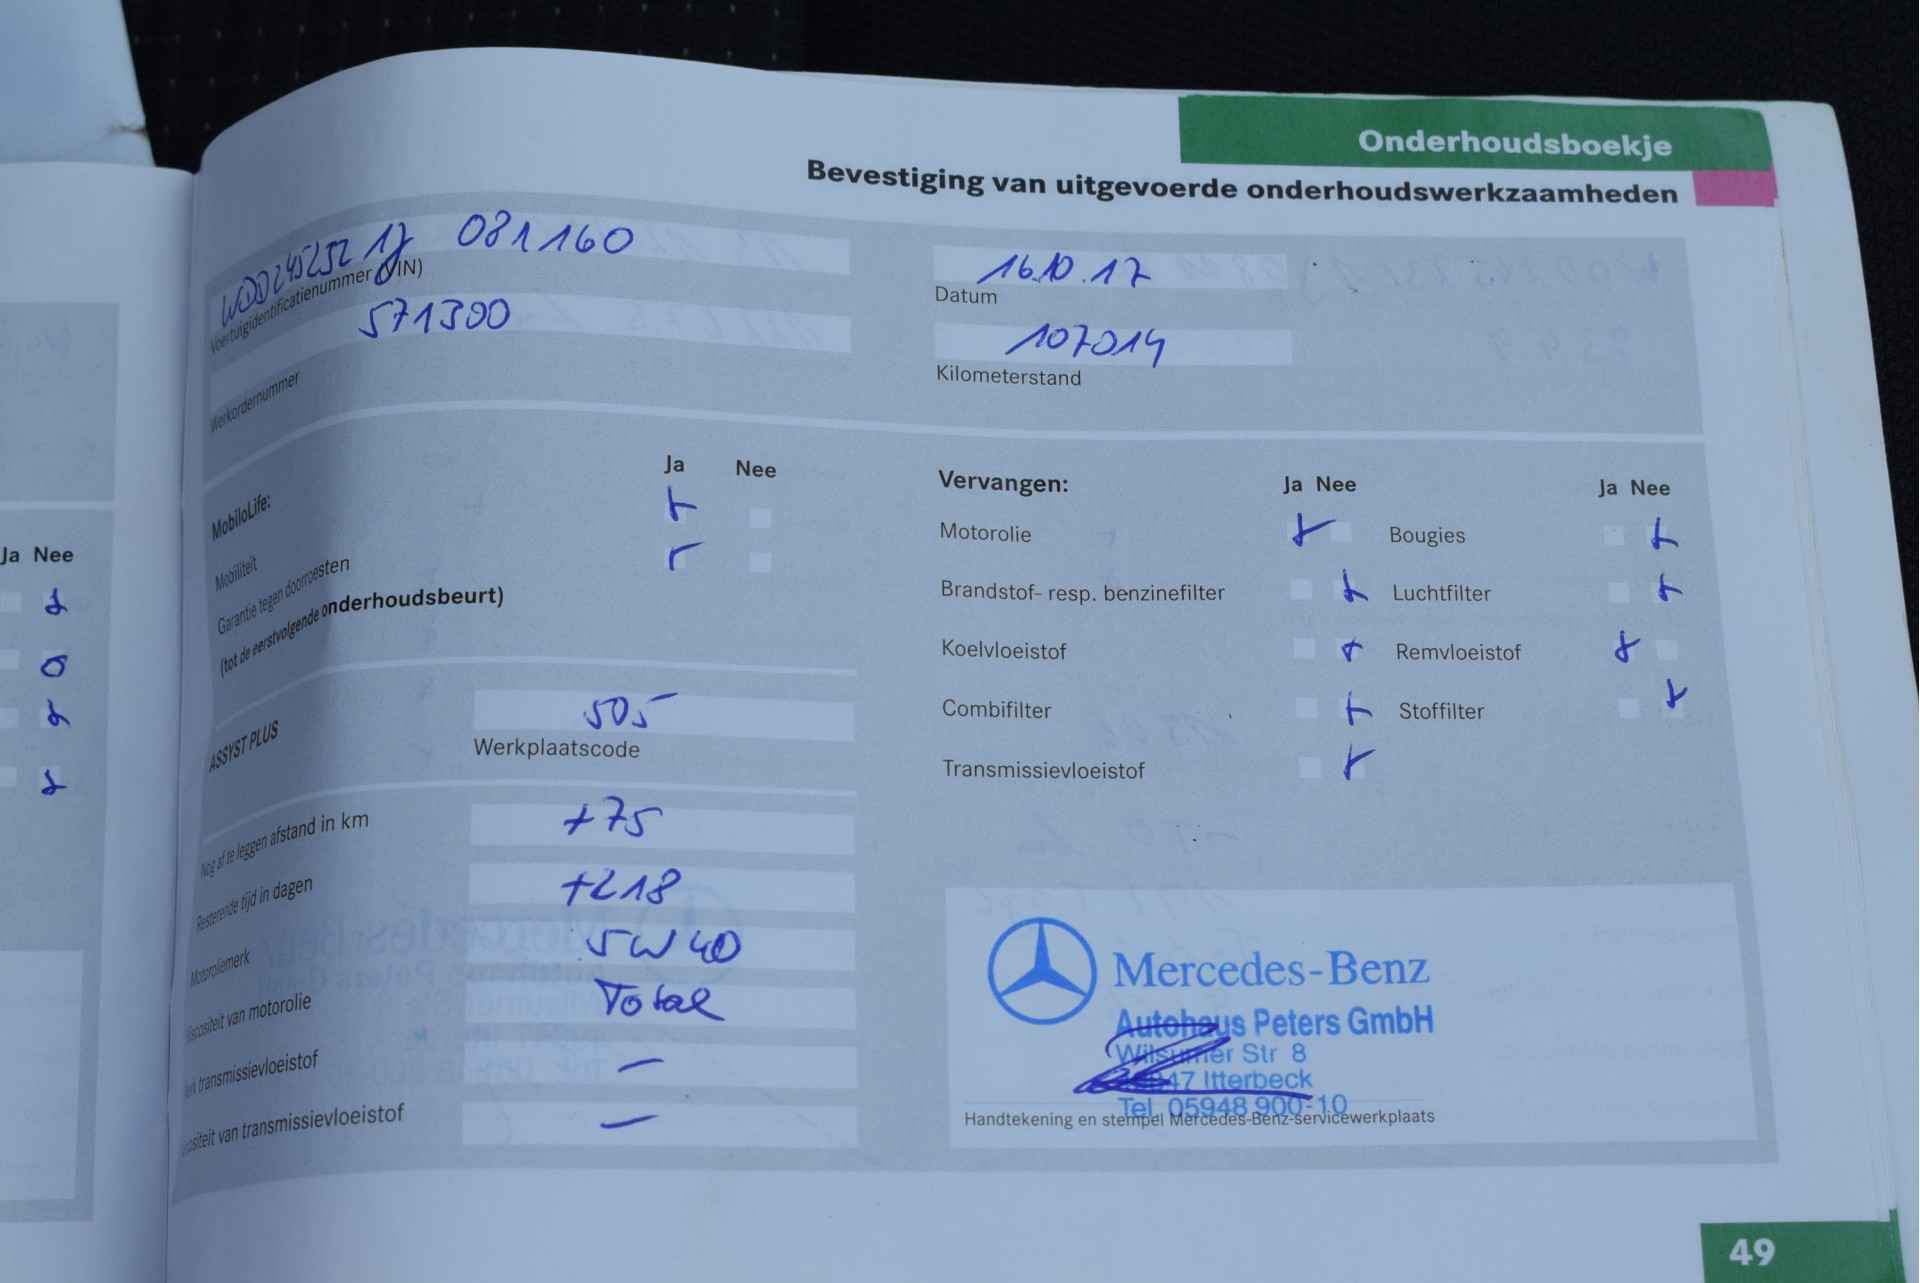 Onderhoudsboekje
Bevestiging van uitgevoerde onderhoudswerkzaamheden
WDD2452321J 081160
Voertuigidentificatienummer (VIN)
16.10.17
Datum
571300
Werkordernummer
107014
Kilometerstand
Ja Nee
MobiloLife:
Mobiliteit
Garantie tegen doorroesten
(tot de eerstvolgende onderhoudsbeurt)
ASSYST PLUS
505
Werkplaatscode
Nog af te leggen afstand in km +75
Resterende tijd in dagen +218
Motoroliemerk 5W40
Viscositeit van motorolie Total
Merk transmissievloeistof –
Viscositeit van transmissievloeistof –
Vervangen: Ja Nee Ja Nee
Motorolie Bougies
Brandstof- resp. benzinefilter Luchtfilter
Koelvloeistof Remvloeistof
Combifilter Stoffilter
Transmissievloeistof
Mercedes-Benz
Autohaus Peters GmbH
Wilsumer Str 8
47 Itterbeck
Tel. 05948 900-10
Handtekening en stempel Mercedes-Benz-servicewerkplaats
49
Ja Nee